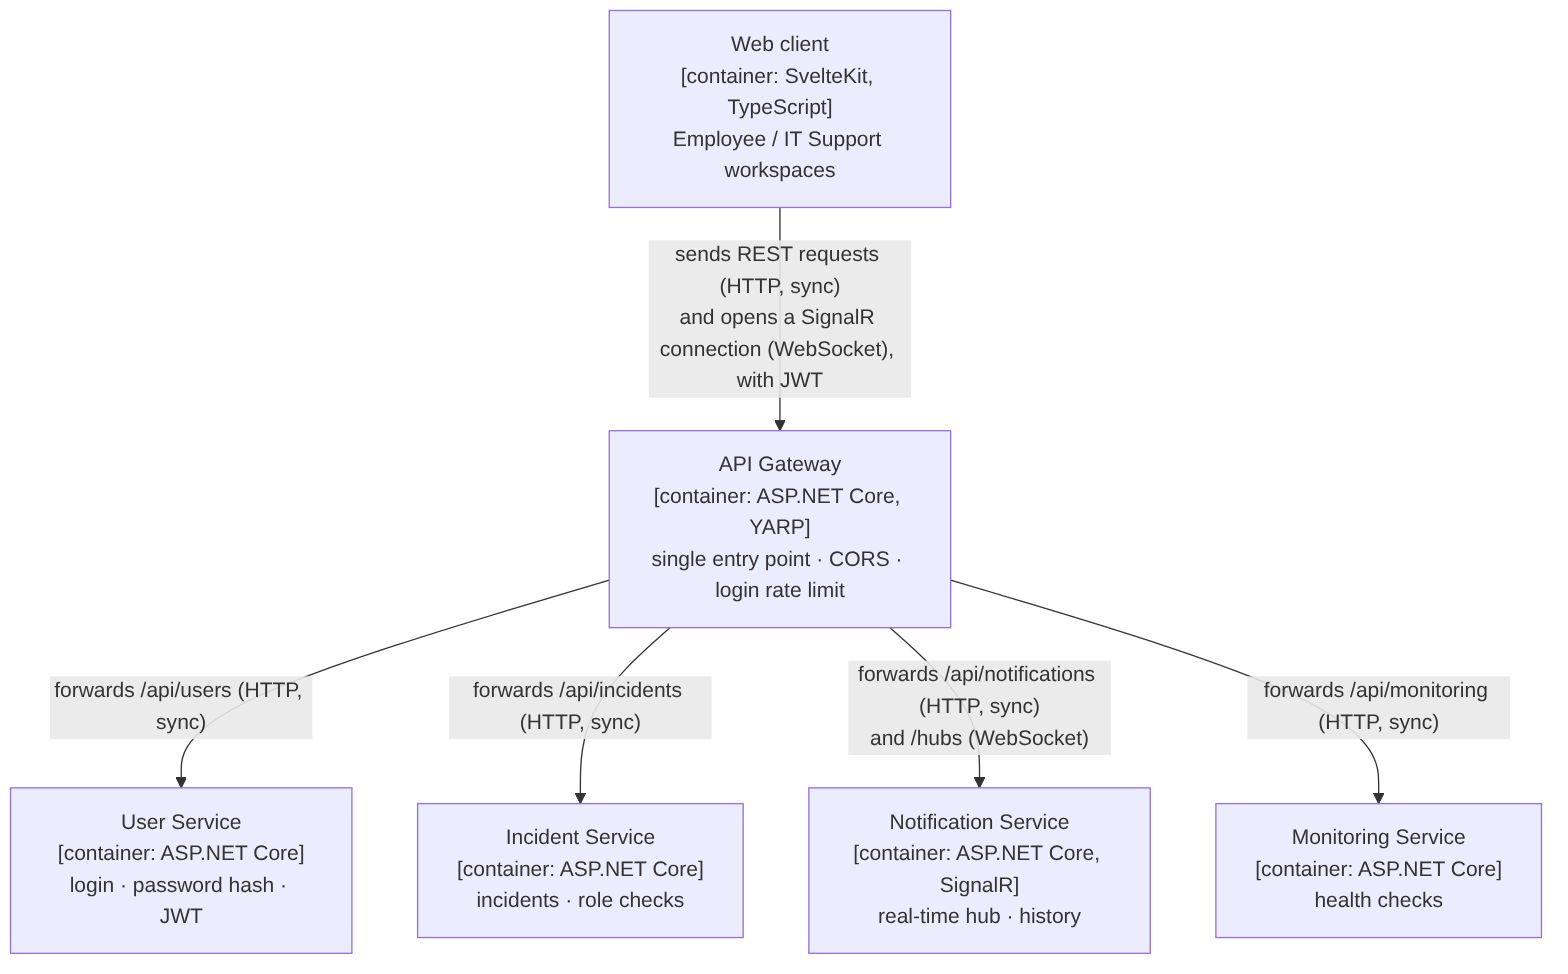 Web client
[container: SvelteKit,
TypeScript]
Employee / IT Support
workspaces
sends REST requests
(HTTP, sync)
and opens a SignalR
connection (WebSocket),
with JWT
API Gateway
[container: ASP.NET Core,
YARP]
single entry point · CORS ·
login rate limit
forwards /api/users (HTTP,
sync)
forwards /api/incidents
(HTTP, sync)
forwards /api/notifications
(HTTP, sync)
and /hubs (WebSocket)
forwards /api/monitoring
(HTTP, sync)
User Service
[container: ASP.NET Core]
login · password hash ·
JWT
Incident Service
[container: ASP.NET Core]
incidents · role checks
Notification Service
[container: ASP.NET Core,
SignalR]
real-time hub · history
Monitoring Service
[container: ASP.NET Core]
health checks